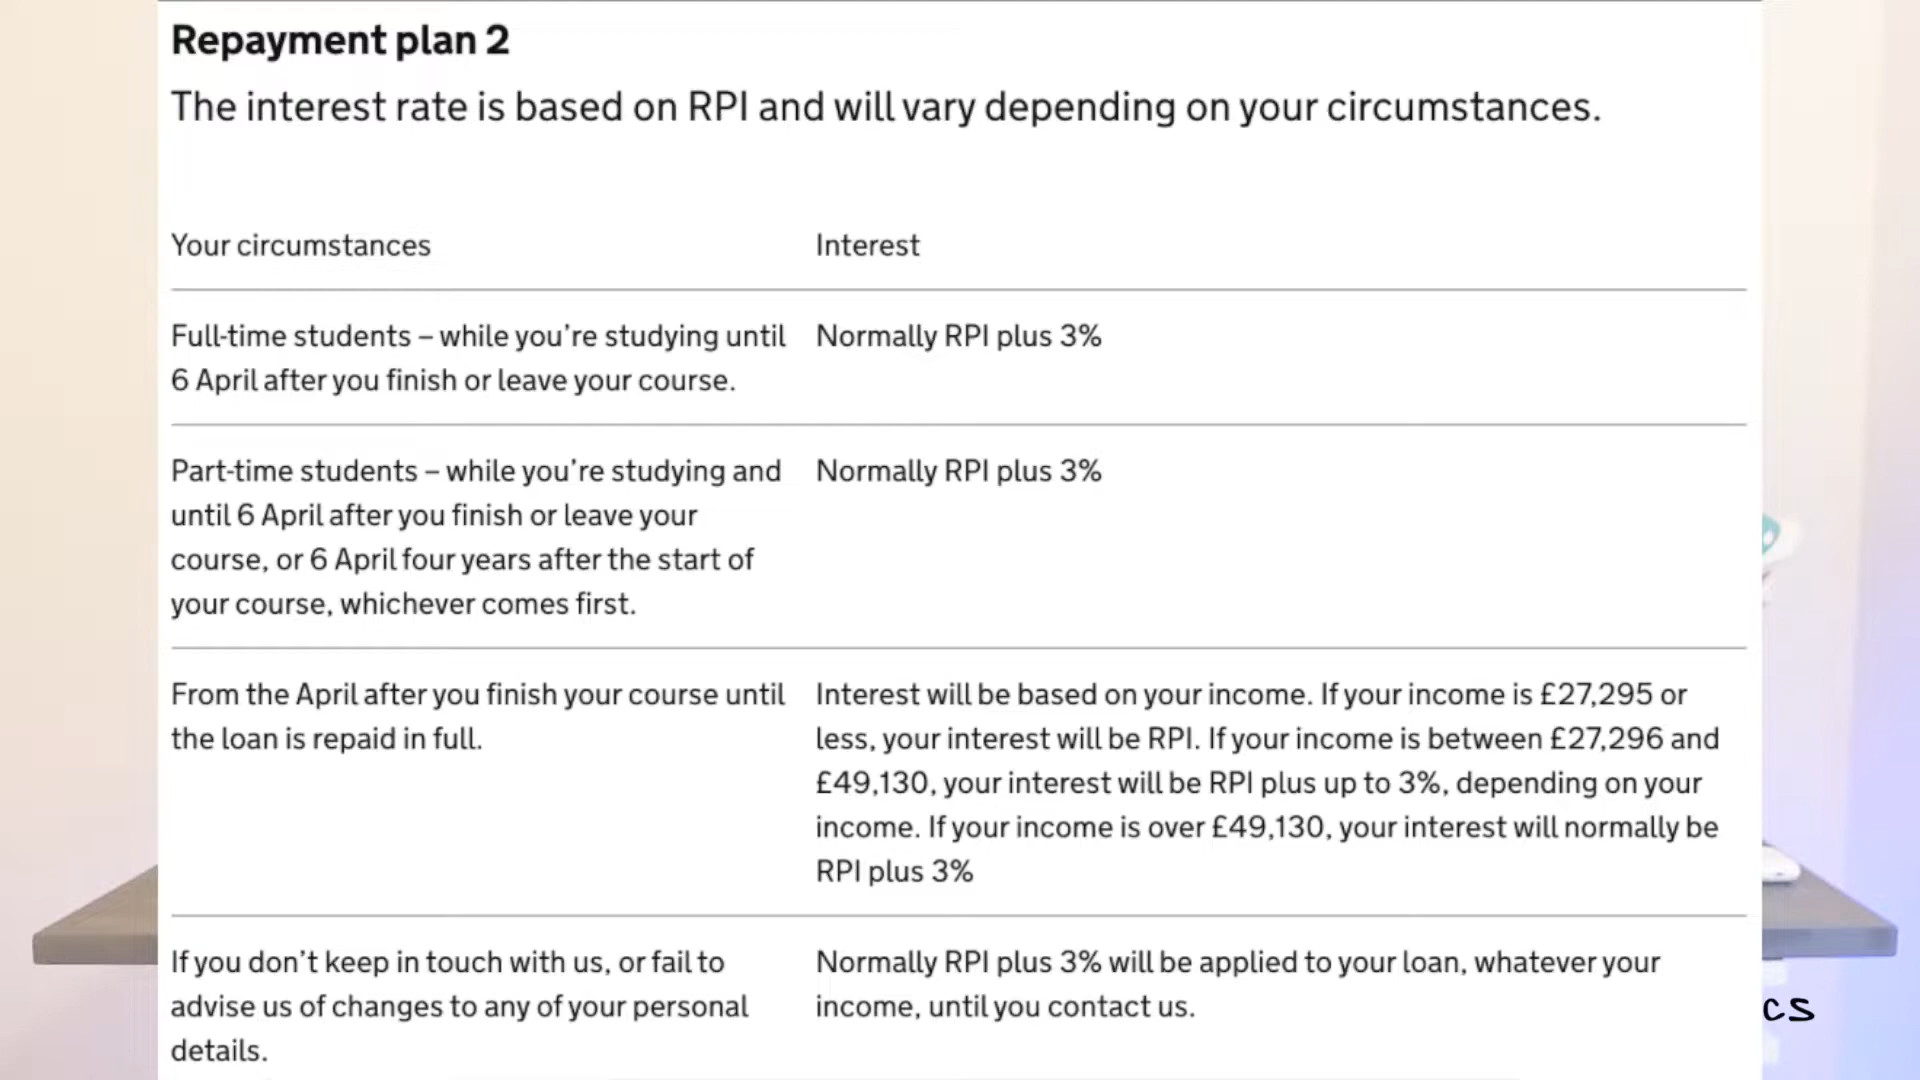 Repayment plan 2
The interest rate is based on RPI and will vary depending on your circumstances.
Your circumstances
Interest
Full-time students – while you’re studying until
6 April after you finish or leave your course.
Normally RPI plus 3%
Part-time students – while you’re studying and
until 6 April after you finish or leave your
course, or 6 April four years after the start of
your course, whichever comes first.
Normally RPI plus 3%
From the April after you finish your course until
the loan is repaid in full.
Interest will be based on your income. If your income is £27,295 or
less, your interest will be RPI. If your income is between £27,296 and
£49,130, your interest will be RPI plus up to 3%, depending on your
income. If your income is over £49,130, your interest will normally be
RPI plus 3%
If you don’t keep in touch with us, or fail to
advise us of changes to any of your personal
details.
Normally RPI plus 3% will be applied to your loan, whatever your
income, until you contact us.
cs